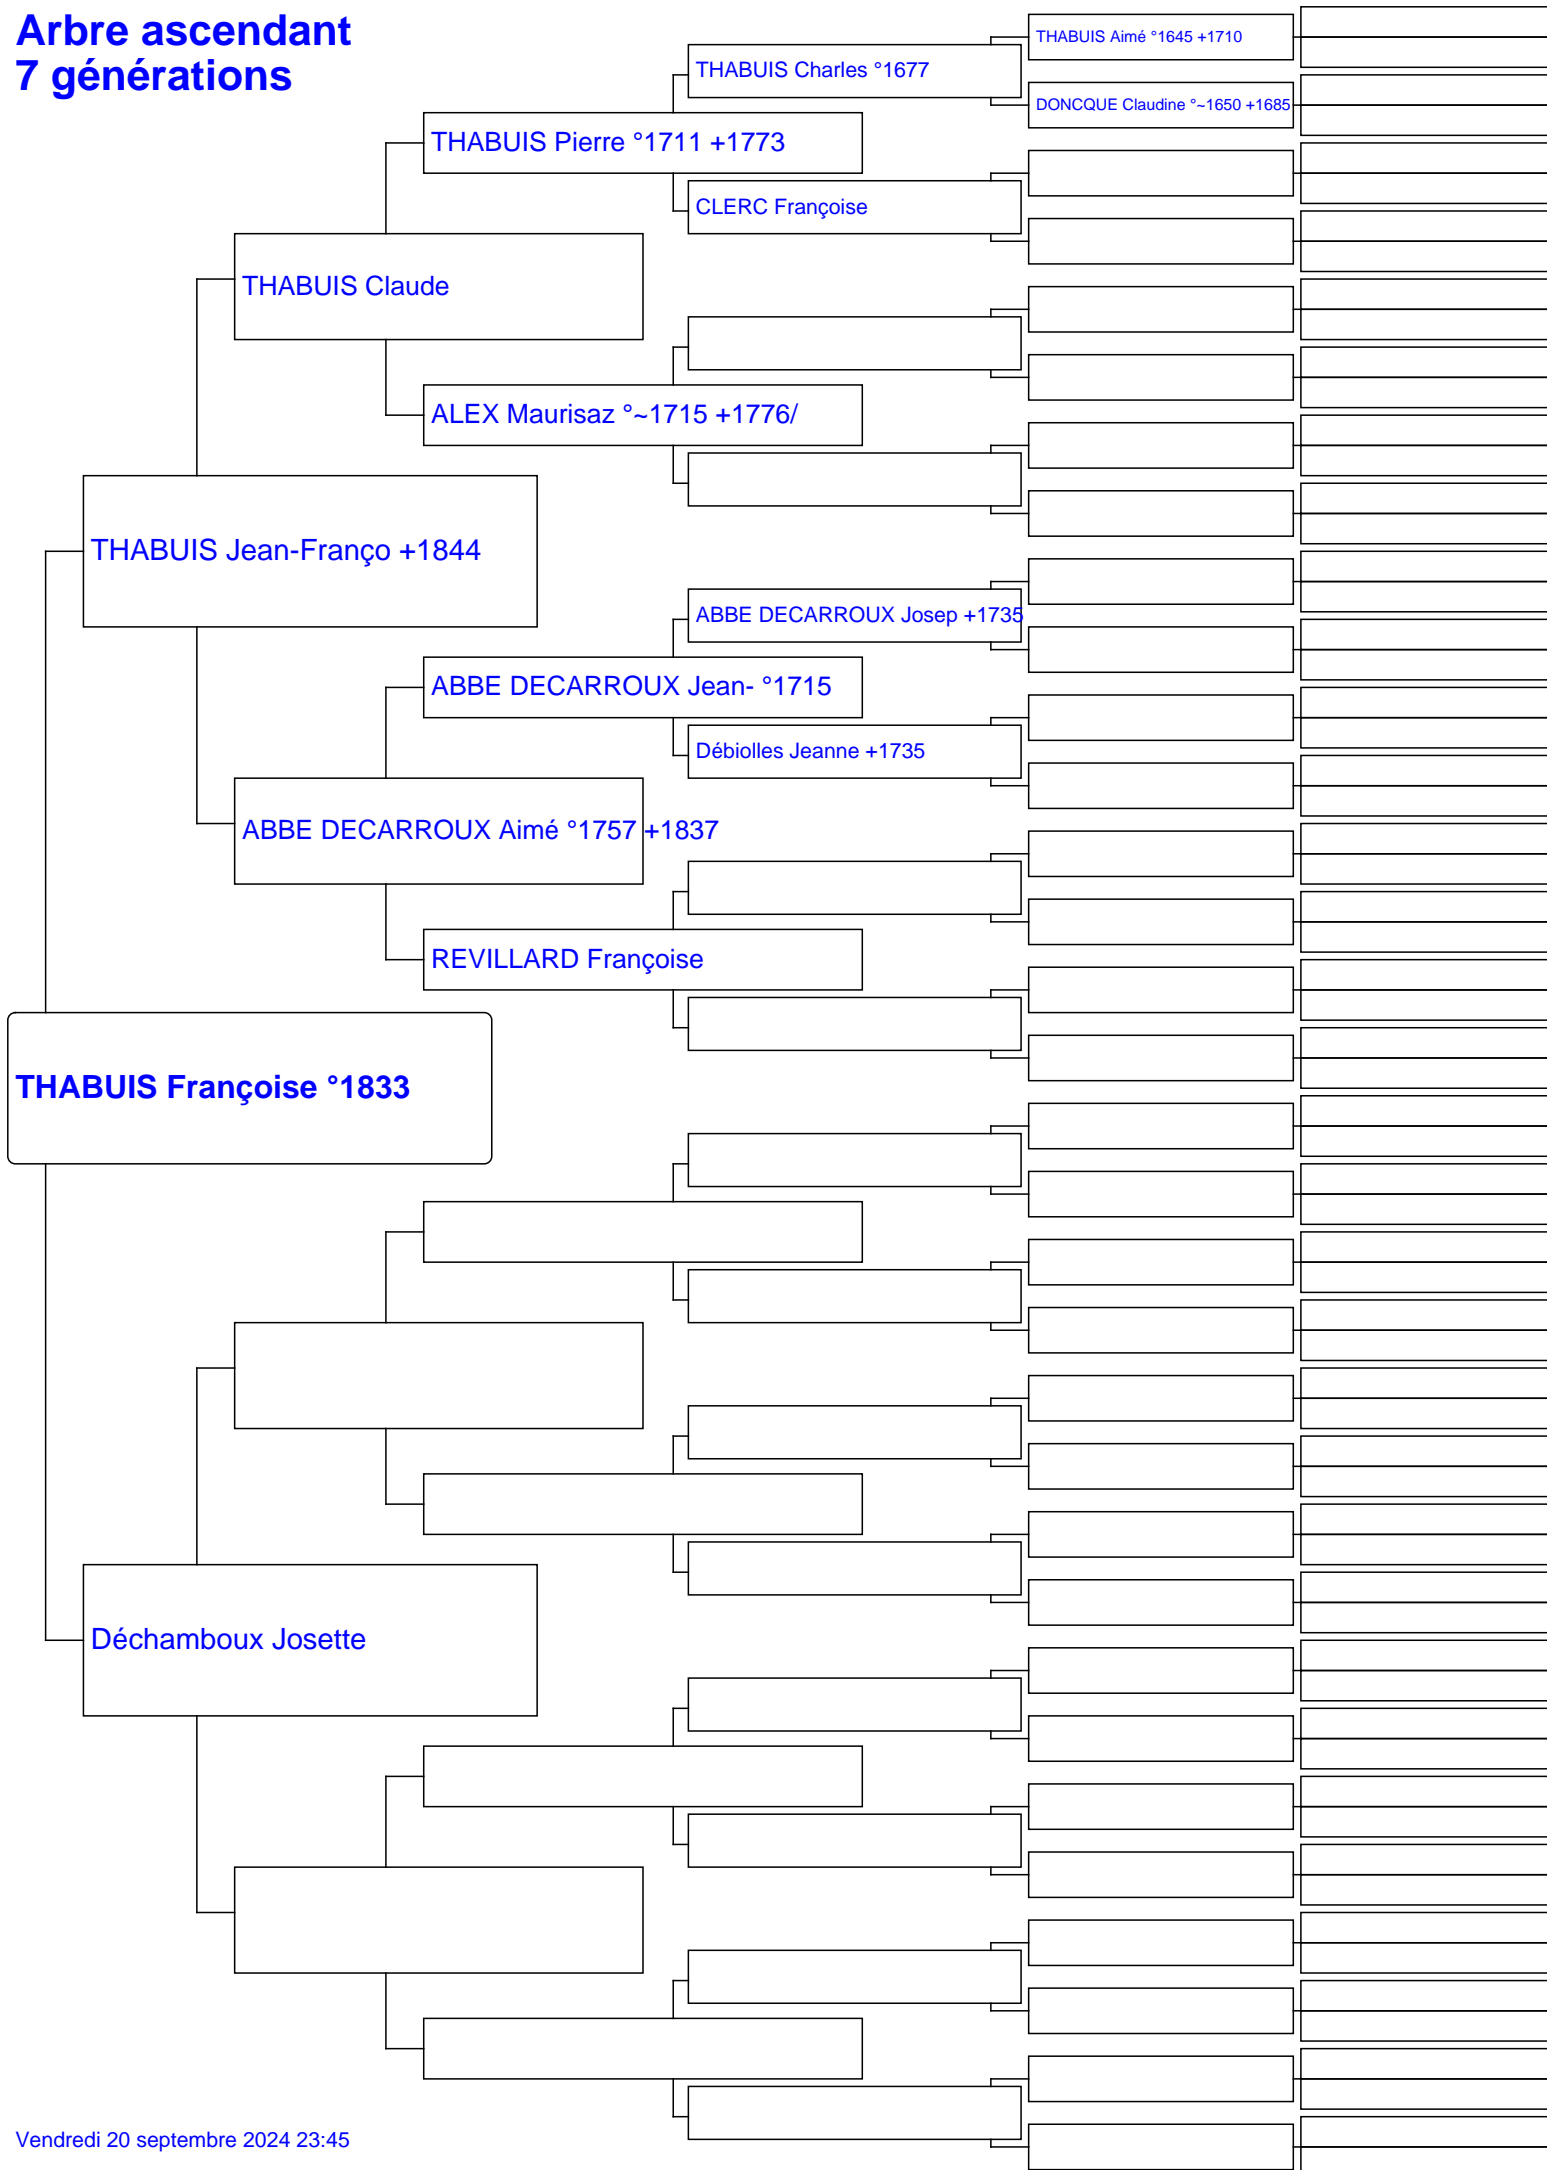 Arbre ascendant
7 générations
THABUIS Aimé °1645 +1710
THABUIS Charles °1677
DONCQUE Claudine °~1650 +1685
THABUIS Pierre °1711 +1773
CLERC Françoise
THABUIS Claude
ALEX Maurisaz °~1715 +1776/
THABUIS Jean-Franço +1844
ABBE DECARROUX Josep +1735
ABBE DECARROUX Jean- °1715
Débiolles Jeanne +1735
ABBE DECARROUX Aimé °1757 +1837
REVILLARD Françoise
THABUIS Françoise °1833
Déchamboux Josette
Vendredi 20 septembre 2024 23:45